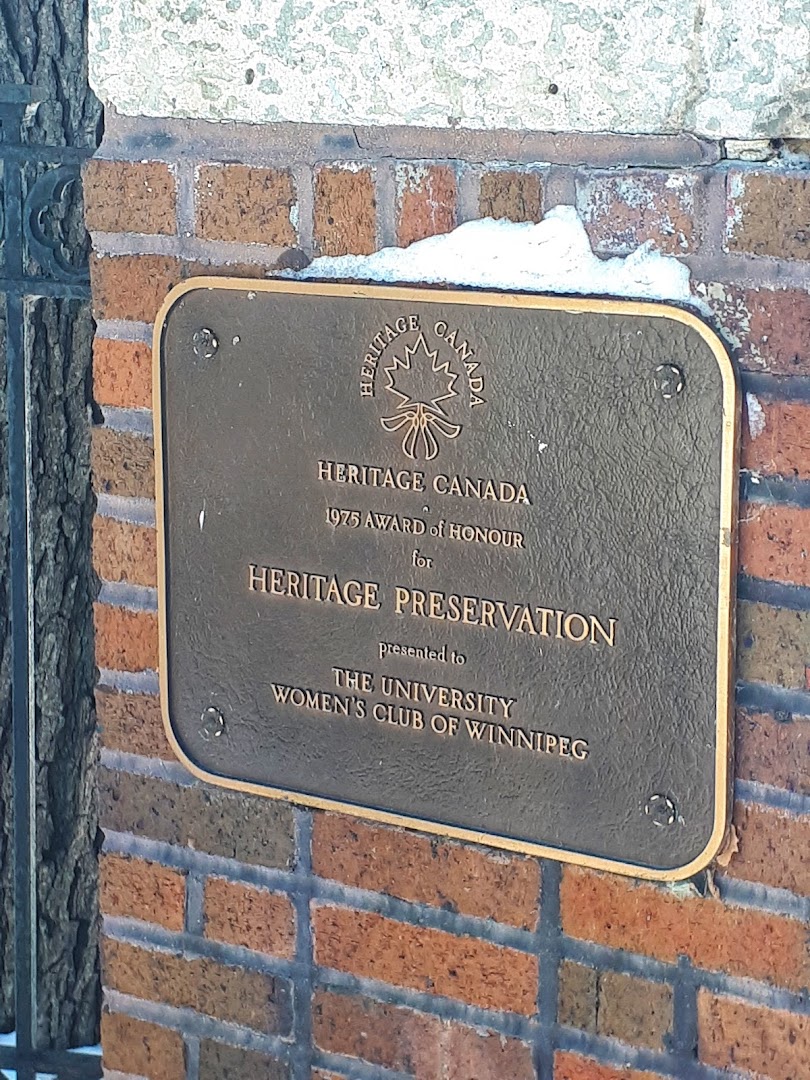 HERITAGE CANADA
HERITAGE CANADA
1975 AWARD of HONOUR
for
HERITAGE PRESERVATION
presented to
THE UNIVERSITY
WOMEN'S CLUB OF WINNIPEG